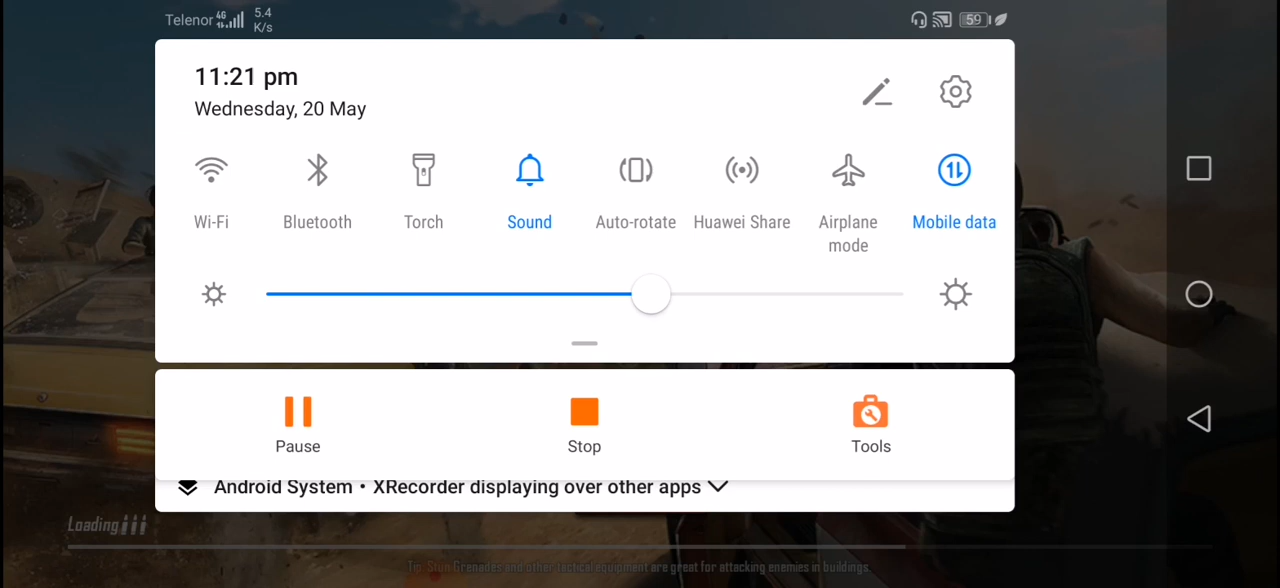 Telenor 4G 5.4 K/s 59
11:21 pm
Wednesday, 20 May
Wi-Fi Bluetooth Torch Sound Auto-rotate Huawei Share Airplane mode Mobile data
Pause Stop Tools
Android System • XRecorder displaying over other apps
Loading
Tip: Stun Grenades and other tactical equipment are great for attacking enemies in buildings.